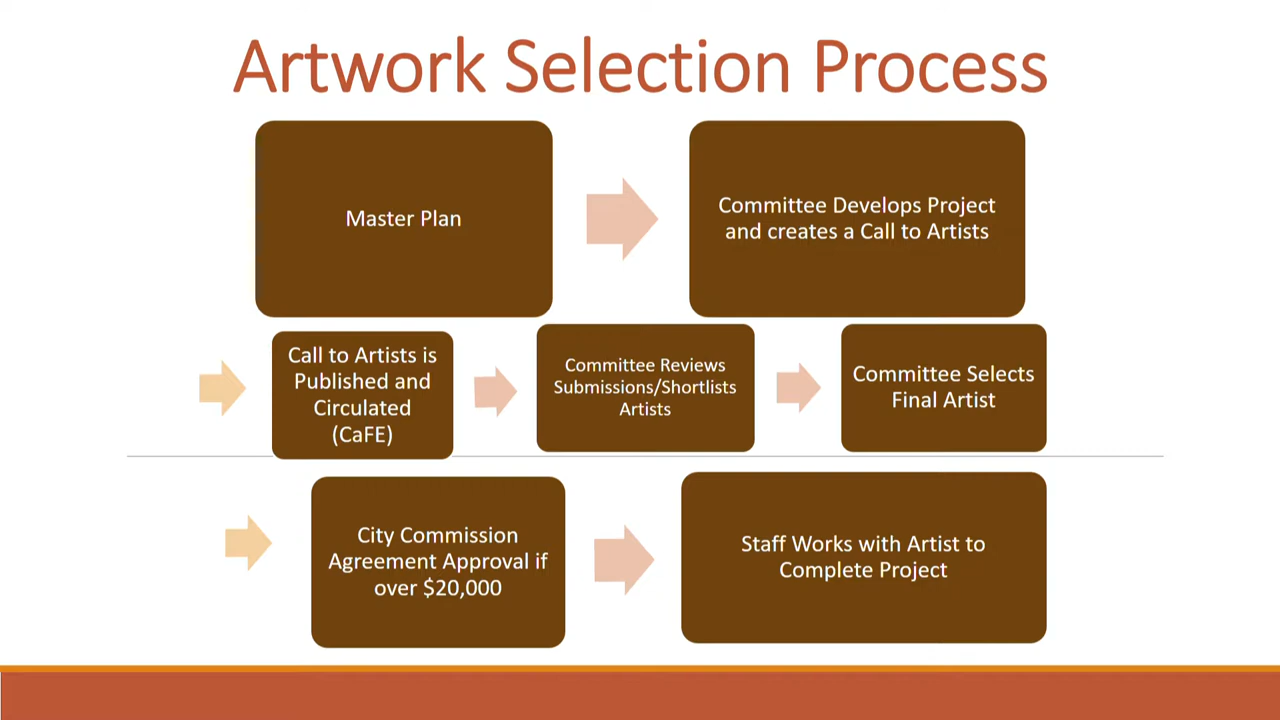 Artwork Selection Process
Master Plan
Committee Develops Project
and creates a Call to Artists
Call to Artists is
Published and
Circulated
(CaFE)
Committee Reviews
Submissions/Shortlists
Artists
Committee Selects
Final Artist
City Commission
Agreement Approval if
over $20,000
Staff Works with Artist to
Complete Project